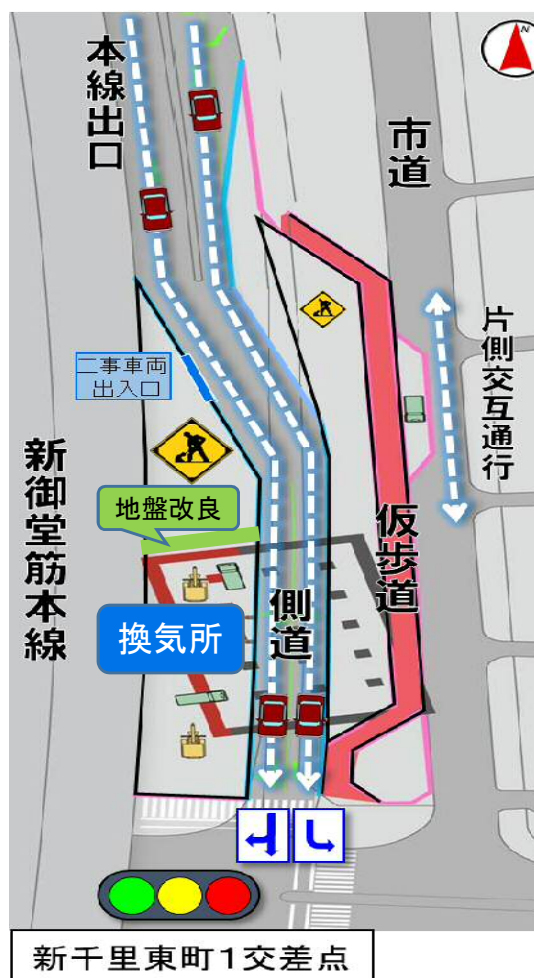 N
本線出口
市道
片側交互通行
二事車両
出入口
新御堂筋本線
地盤改良
仮歩道
側道
換気所
新千里東町1交差点